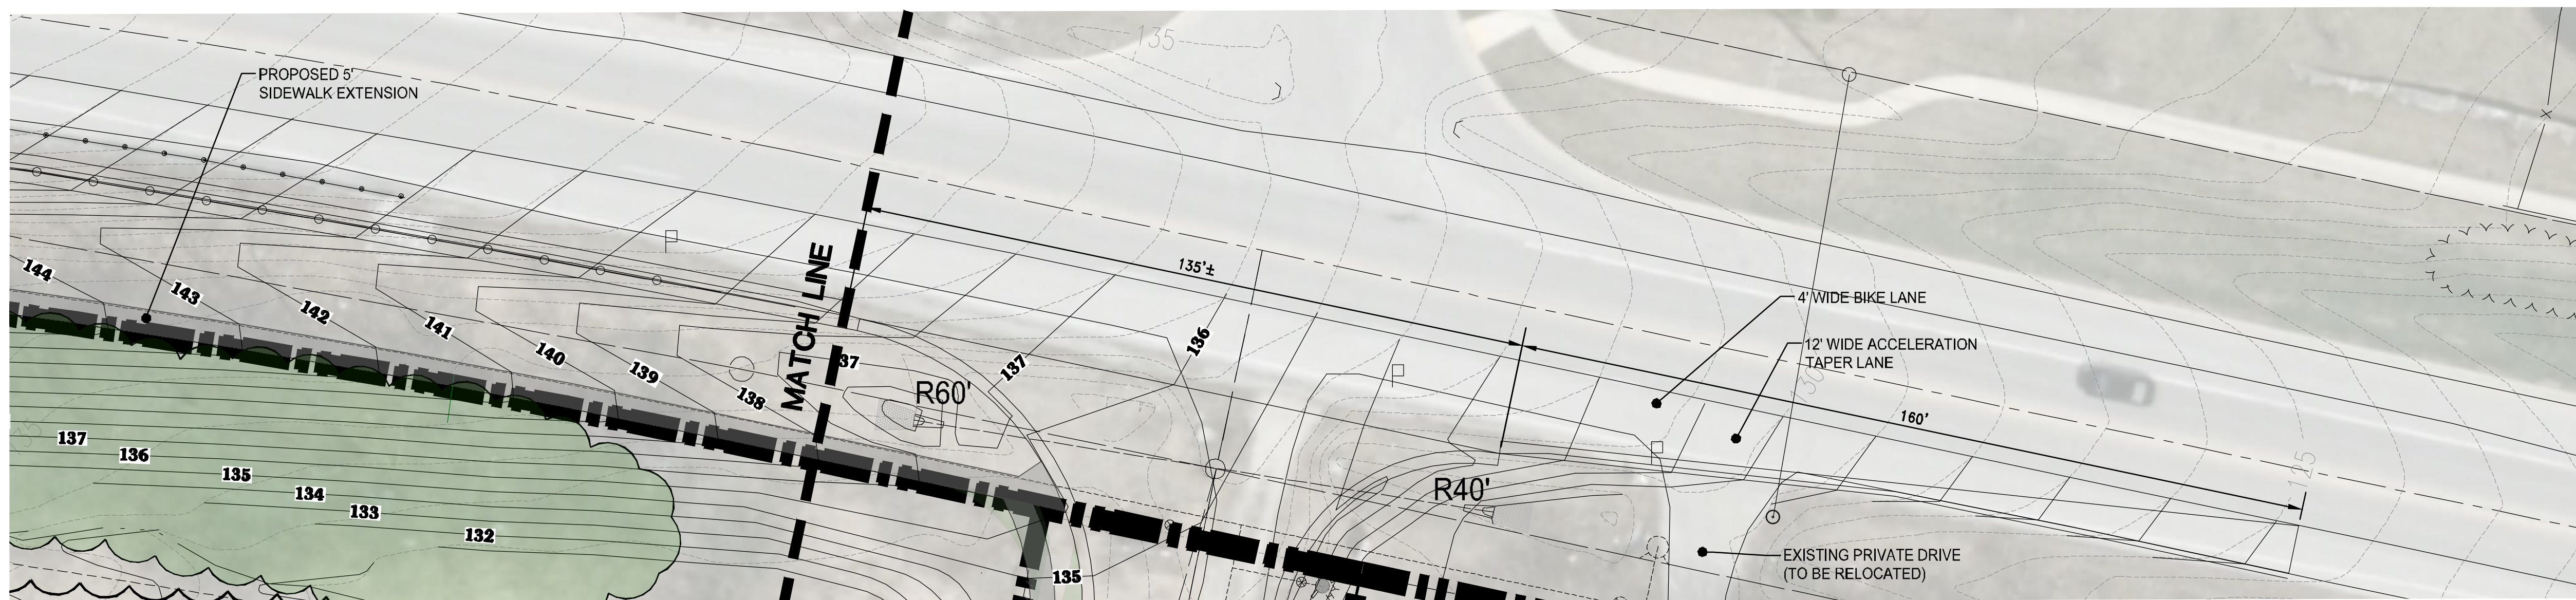 135
PROPOSED 5'
SIDEWALK EXTENSION
MATCH LINE
135'±
144
143
142
141
140
139
138
37
137
136
R60'
4' WIDE BIKE LANE
12' WIDE ACCELERATION
TAPER LANE
160'
125
R40'
137
136
135
134
133
132
135
EXISTING PRIVATE DRIVE
(TO BE RELOCATED)